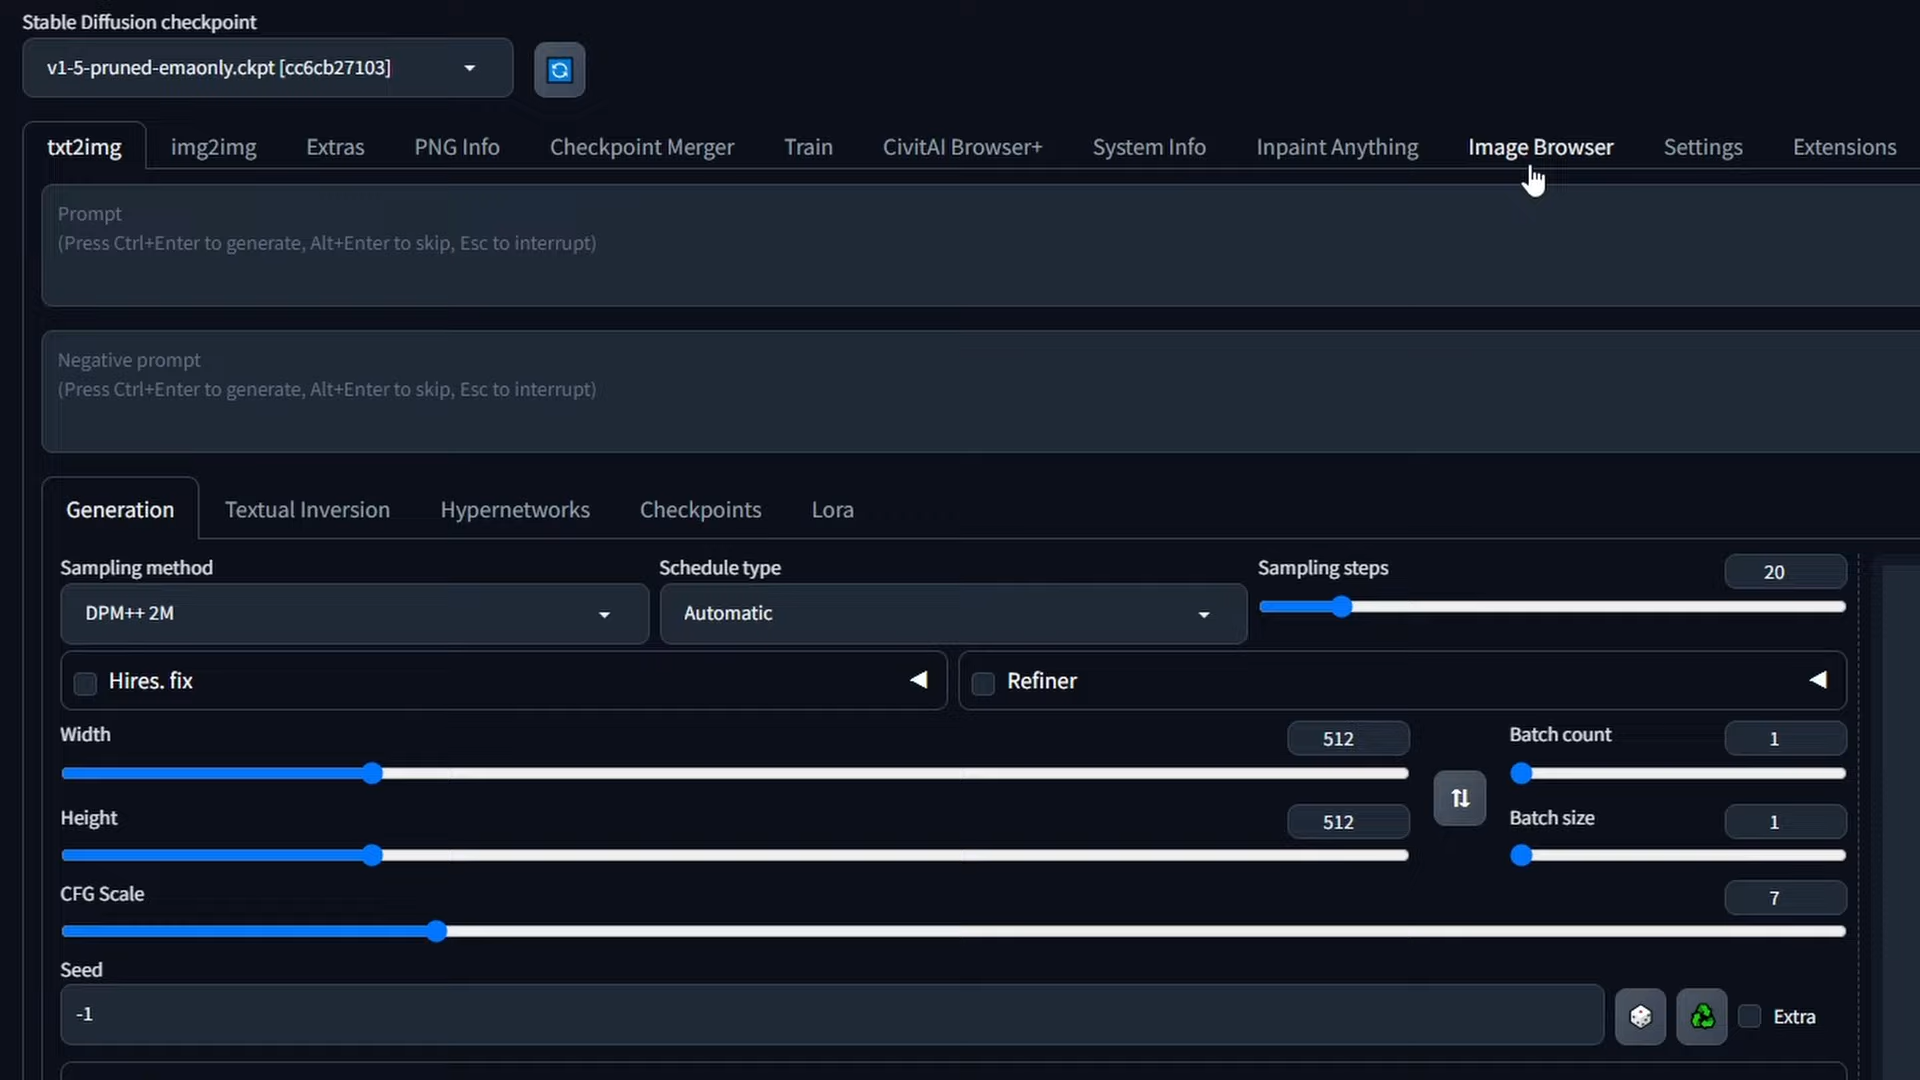 Stable Diffusion checkpoint
v1-5-pruned-emaonly.ckpt [cc6cb27103]
txt2img img2img Extras PNG Info Checkpoint Merger Train CivitAI Browser+ System Info Inpaint Anything Image Browser Settings Extensions
Prompt
(Press Ctrl+Enter to generate, Alt+Enter to skip, Esc to interrupt)
Negative prompt
(Press Ctrl+Enter to generate, Alt+Enter to skip, Esc to interrupt)
Generation Textual Inversion Hypernetworks Checkpoints Lora
Sampling method Schedule type Sampling steps 20
DPM++ 2M Automatic
Hires. fix Refiner
Width 512 Batch count 1
Height 512 Batch size 1
CFG Scale 7
Seed
-1 Extra